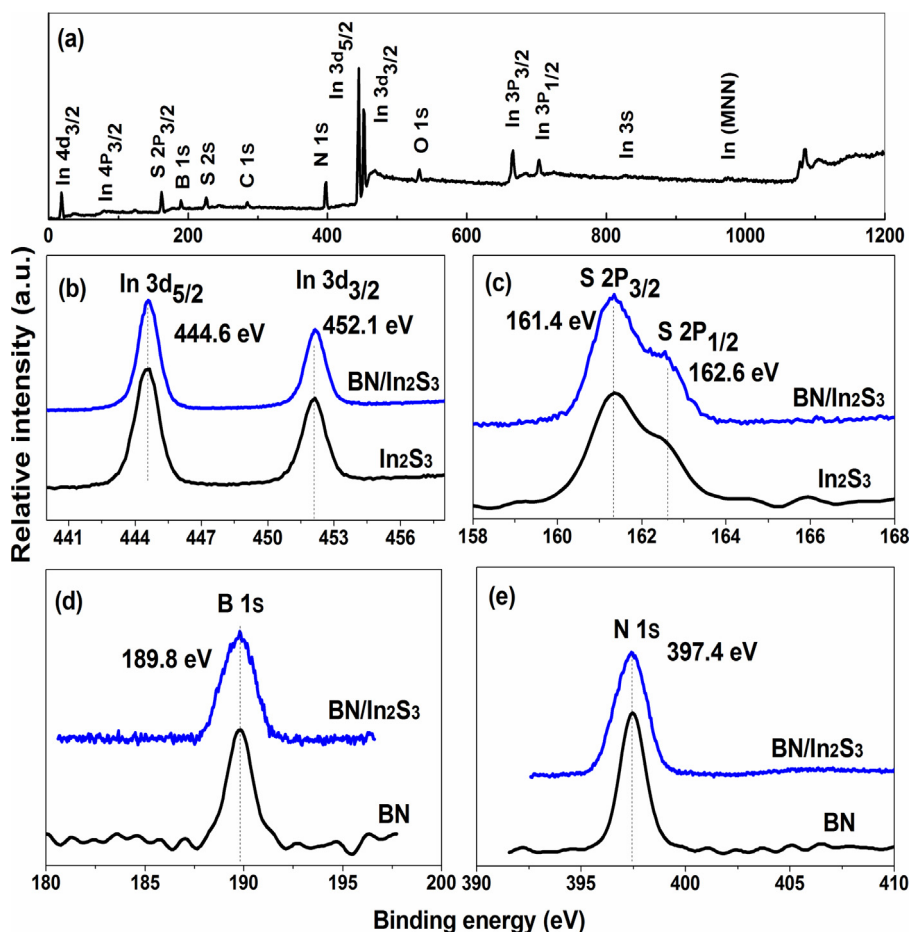 (a)
In 4d3/2
In 4P3/2
S 2P3/2
B 1s
S 2s
C 1s
N 1s
In 3d5/2
In 3d3/2
O 1s
In 3P3/2
In 3P1/2
In 3s
In (MNN)
0 200 400 600 800 1000 1200
Relative intensity (a.u.)
(b)
In 3d5/2
444.6 eV
In 3d3/2
452.1 eV
BN/In2S3
In2S3
441 444 447 450 453 456
(c)
S 2P3/2
161.4 eV
S 2P1/2
162.6 eV
BN/In2S3
In2S3
158 160 162 164 166 168
(d)
B 1s
189.8 eV
BN/In2S3
BN
180 185 190 195 200
(e)
N 1s
397.4 eV
BN/In2S3
BN
390 395 400 405 410
Binding energy (eV)